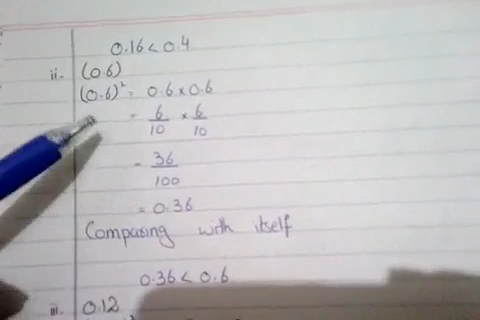 0.16 < 0.4
ii. (0.6)
(0.6)² = 0.6 × 0.6
= 6/10 × 6/10
= 36/100
= 0.36
Comparing with itself
0.36 < 0.6
iii. 0.12